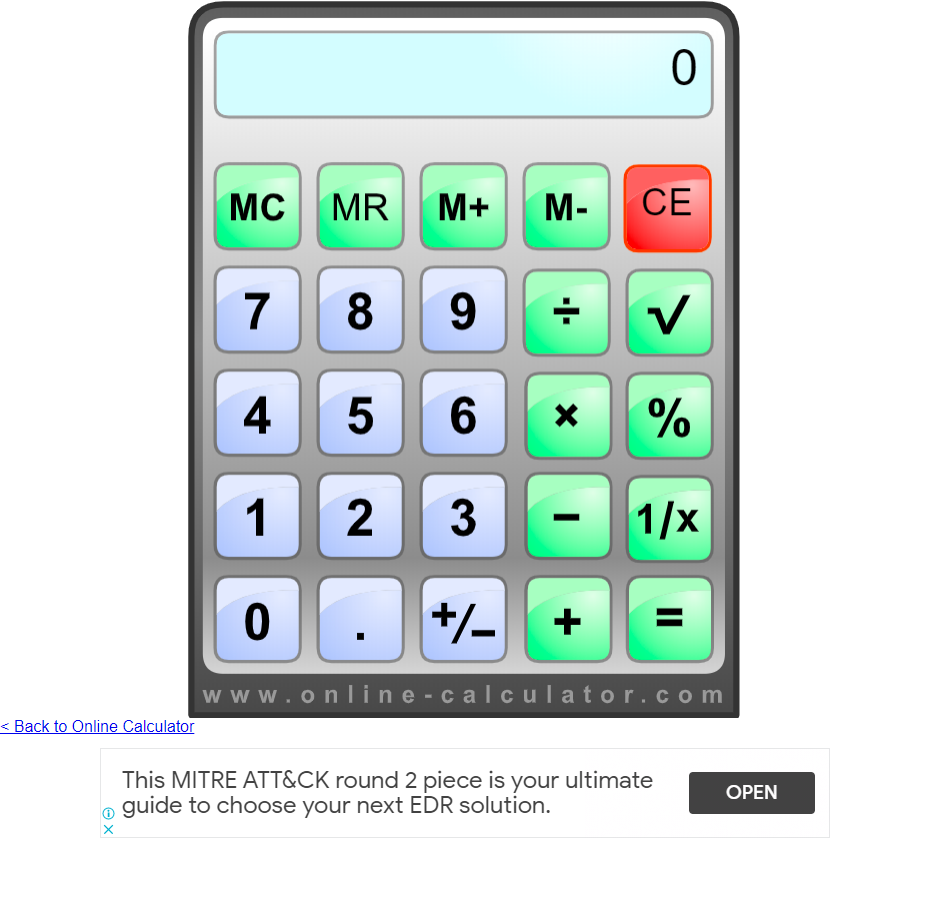 0
MC MR M+ M- CE
7 8 9 ÷ √
4 5 6 × %
1 2 3 − 1/x
0 . +/− + =
www.online-calculator.com
< Back to Online Calculator
This MITRE ATT&CK round 2 piece is your ultimate
guide to choose your next EDR solution.
OPEN